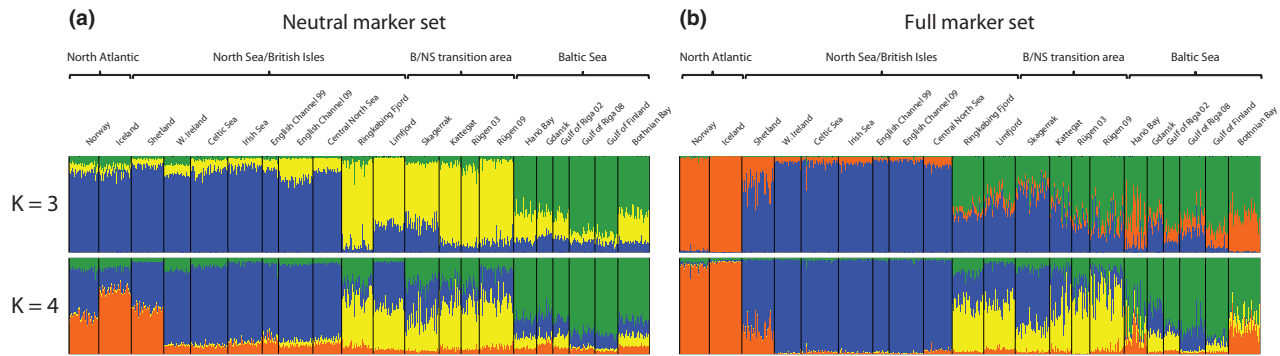 (a) Neutral marker set
North Atlantic North Sea/British Isles B/NS transition area Baltic Sea
Norway Iceland Shetland W. Ireland Celtic Sea Irish Sea English Channel 99 English Channel 09 Central North Sea Ringkøbing Fjord Limfjord Skagerrak Kattegat Rügen 03 Rügen 09 Hanö Bay Gdansk Gulf of Riga 02 Gulf of Riga 08 Gulf of Finland Bothnian Bay
(b) Full marker set
North Atlantic North Sea/British Isles B/NS transition area Baltic Sea
Norway Iceland Shetland W. Ireland Celtic Sea Irish Sea English Channel 99 English Channel 09 Central North Sea Ringkøbing Fjord Limfjord Skagerrak Kattegat Rügen 03 Rügen 09 Hanö Bay Gdansk Gulf of Riga 02 Gulf of Riga 08 Gulf of Finland Bothnian Bay
K = 3
K = 4